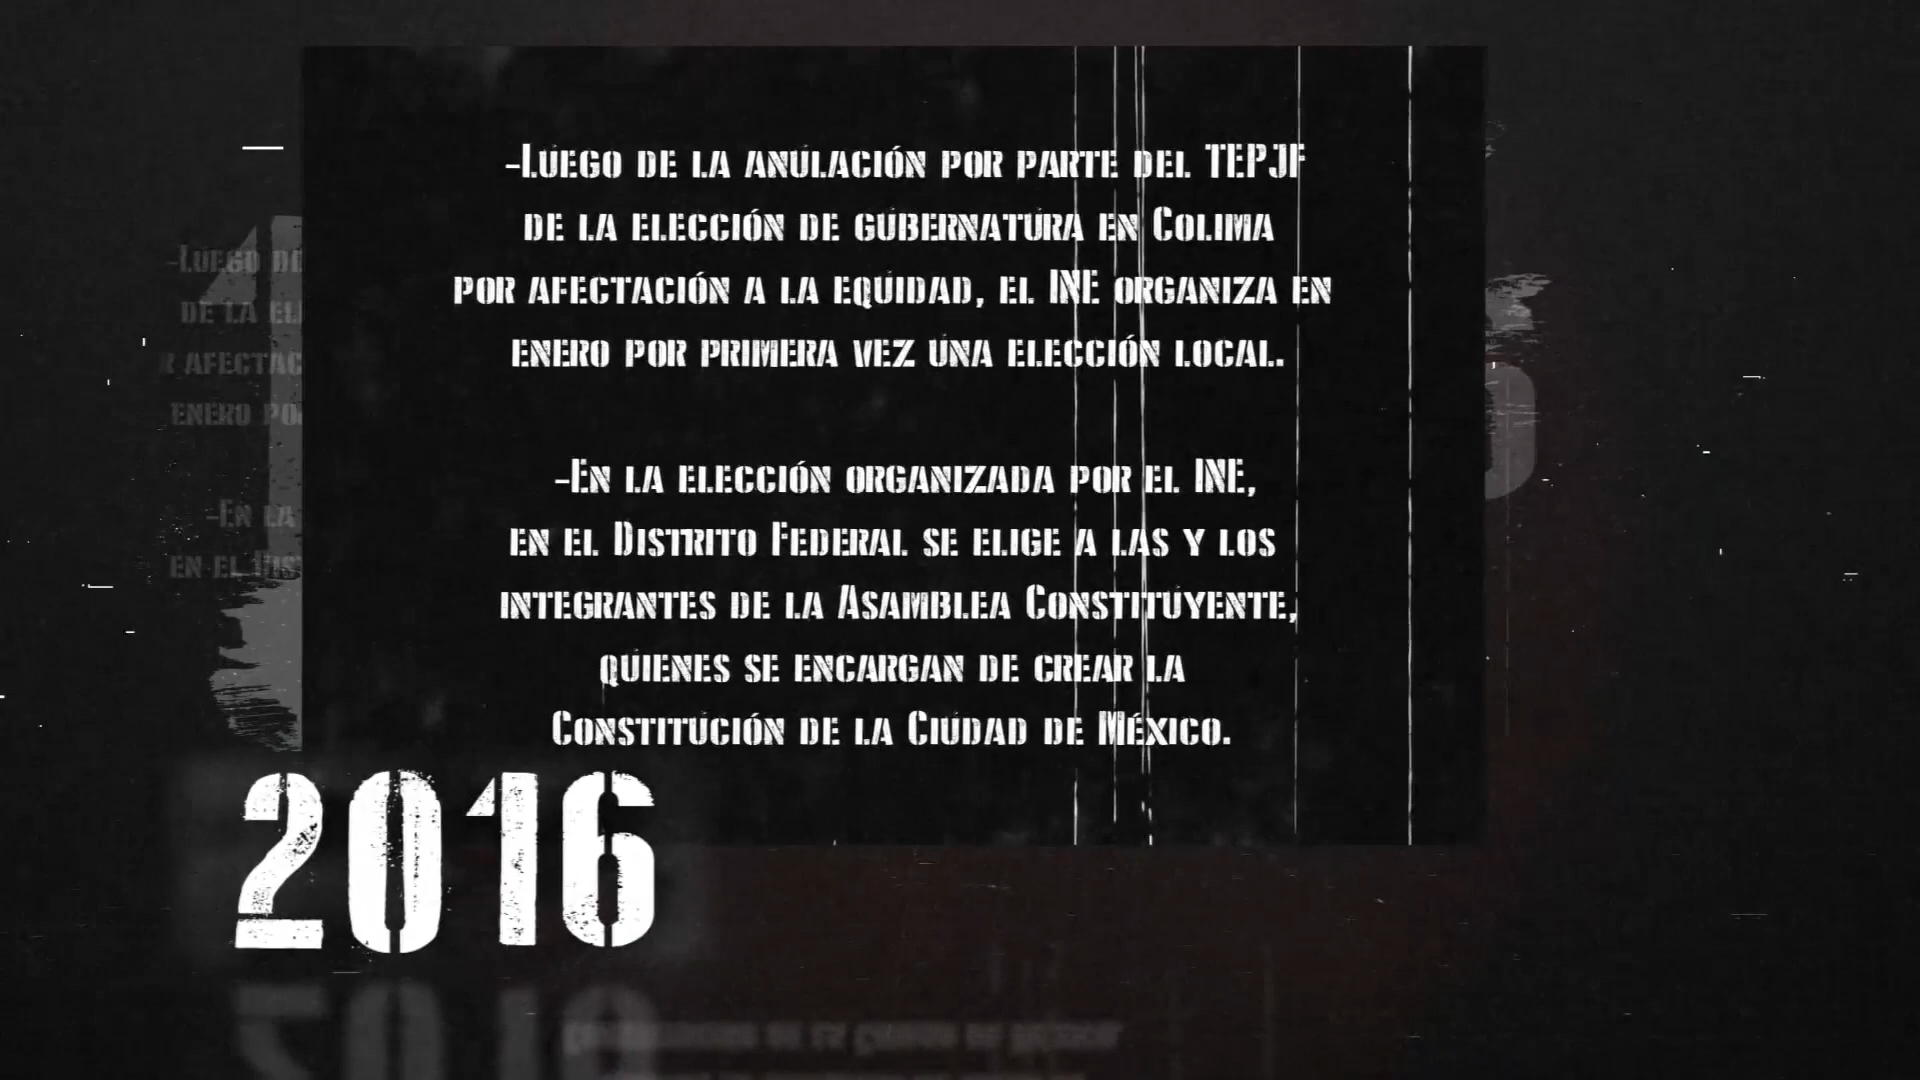 -Luego de la anulación por parte del TEPJF
de la elección de gubernatura en Colima
por afectación a la equidad, el INE organiza en
enero por primera vez una elección local.
-En la elección organizada por el INE,
en el Distrito Federal se elige a las y los
integrantes de la Asamblea Constituyente,
quienes se encargan de crear la
Constitución de la Ciudad de México.
2016